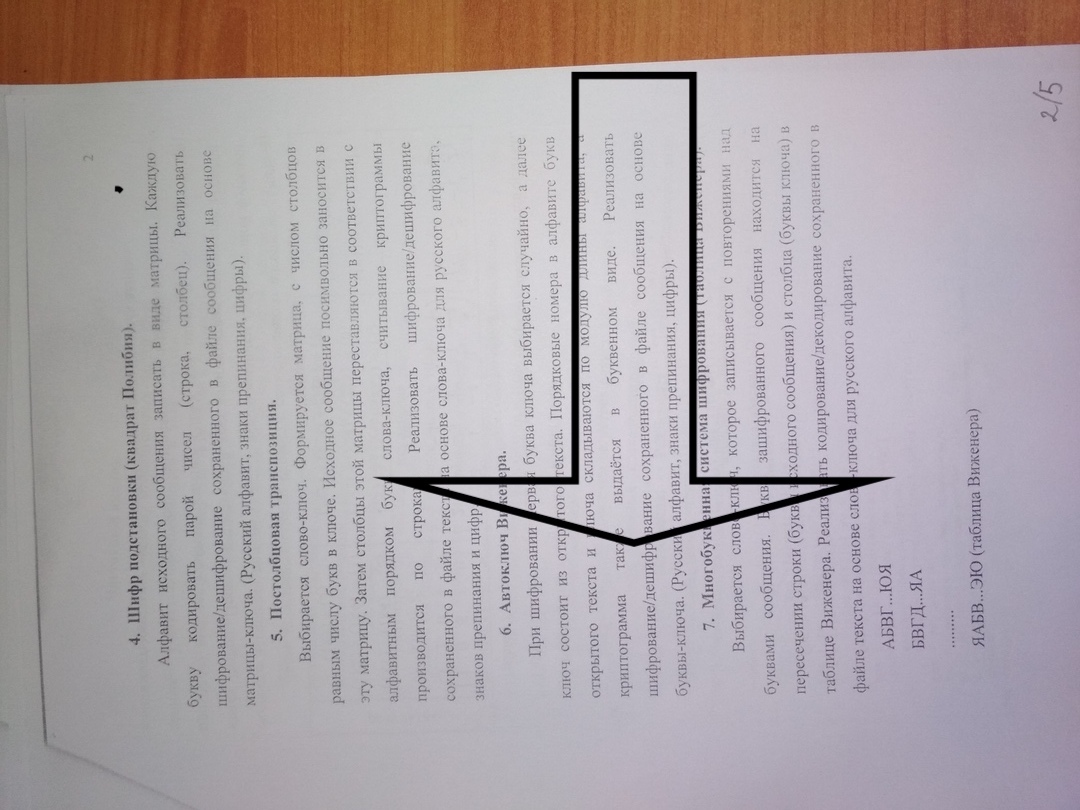 2
4. Шифр подстановки (квадрат Полибия).
Алфавит исходного сообщения записать в виде матрицы. Каждую
букву кодировать парой чисел (строка, столбец). Реализовать
шифрование/дешифрование сохраненного в файле сообщения на основе
матрицы-ключа. (Русский алфавит, знаки препинания, цифры).
5. Постолбцовая транспозиция.
Выбирается слово-ключ. Формируется матрица, с числом столбцов
равным числу букв в ключе. Исходное сообщение посимвольно заносится в
эту матрицу. Затем столбцы этой матрицы переставляются в соответствии с
алфавитным порядком букв слова-ключа, считывание криптограммы
производится по строкам. Реализовать шифрование/дешифрование
сохраненного в файле текста на основе слова-ключа для русского алфавита,
знаков препинания и цифр.
6. Автоключ Виженера.
При шифровании первая буква ключа выбирается случайно, а далее
ключ состоит из открытого текста. Порядковые номера в алфавите букв
открытого текста и ключа складываются по модулю длины алфавита, а
криптограмма также выдаётся в буквенном виде. Реализовать
шифрование/дешифрование сохраненного в файле сообщения на основе
буквы-ключа. (Русский алфавит, знаки препинания, цифры).
7. Многобуквенная система шифрования (таблица Виженера).
Выбирается слово-ключ, которое записывается с повторениями над
буквами сообщения. Буква зашифрованного сообщения находится на
пересечении строки (буквы исходного сообщения) и столбца (буквы ключа) в
таблице Виженера. Реализовать кодирование/декодирование сохраненного в
файле текста на основе слова-ключа для русского алфавита.
АБВГ...ЮЯ
БВГД...ЯА
.........
ЯАБВ...ЭЮ (таблица Виженера)
2/5